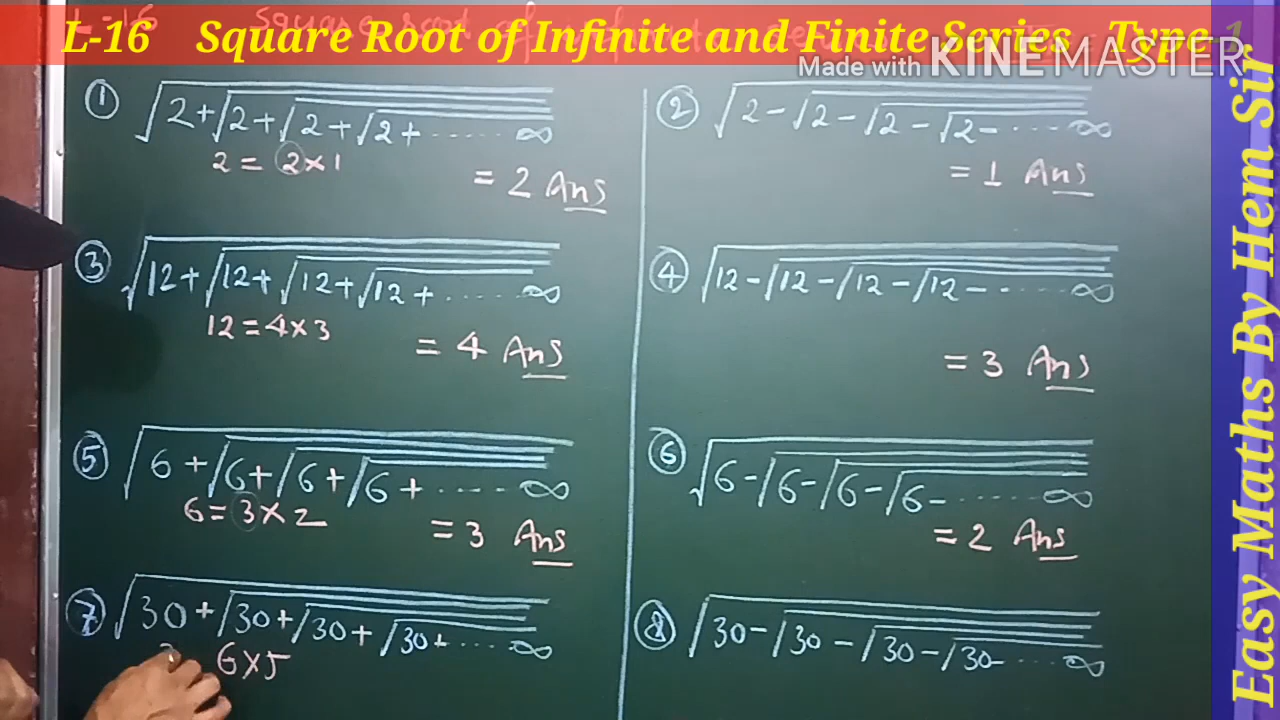 L-16 Square Root of Infinite and Finite Series - Type 1
Made with KINEMASTER
① √2+√2+√2+√2+ ...... ∞
2 = 2×1
= 2 Ans
② √2-√2-√2-√2- ... ∞
= 1 Ans
③ √12+√12+√12+√12+ ...... ∞
12 = 4×3
= 4 Ans
④ √12-√12-√12-√12- ...... ∞
= 3 Ans
⑤ √6+√6+√6+√6+ ...... ∞
6 = 3×2
= 3 Ans
⑥ √6-√6-√6-√6- ...... ∞
= 2 Ans
⑦ √30+√30+√30+√30+ ..... ∞
6×5
⑧ √30-√30-√30-√30- .... ∞
Easy Maths By Hem Sir